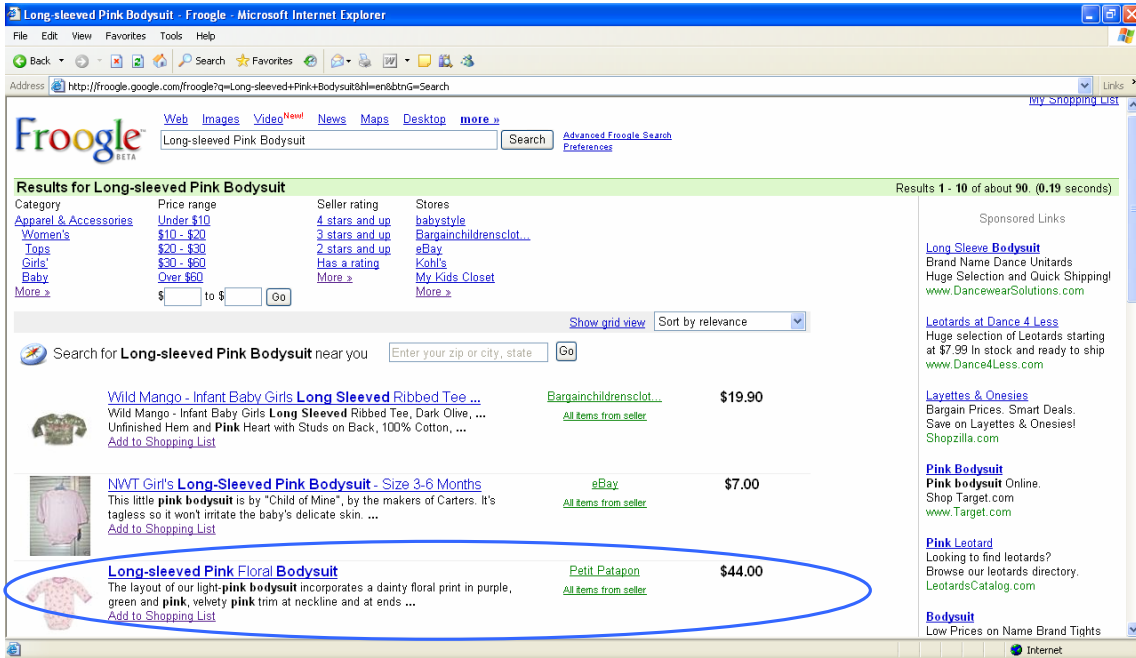 Long-sleeved Pink Bodysuit - Froogle - Microsoft Internet Explorer
File Edit View Favorites Tools Help
Back Search Favorites
Address http://froogle.google.com/froogle?q=Long-sleeved+Pink+Bodysuit&hl=en&btnG=Search Links »
My Shopping List
Froogle BETA
Web Images Video New! News Maps Desktop more »
Long-sleeved Pink Bodysuit Search
Advanced Froogle Search
Preferences
Results for Long-sleeved Pink Bodysuit Results 1 - 10 of about 90. (0.19 seconds)
Category Price range Seller rating Stores
Apparel & Accessories Under $10 4 stars and up babystyle
Women's $10 - $20 3 stars and up Bargainchildrensclot...
Tops $20 - $30 2 stars and up eBay
Girls' $30 - $60 Has a rating Kohl's
Baby Over $60 More » My Kids Closet
More » $ to $ Go More »
Show grid view Sort by relevance
Search for Long-sleeved Pink Bodysuit near you Enter your zip or city, state Go
Wild Mango - Infant Baby Girls Long Sleeved Ribbed Tee ... Bargainchildrensclot... $19.90
Wild Mango - Infant Baby Girls Long Sleeved Ribbed Tee, Dark Olive, ... All items from seller
Unfinished Hem and Pink Heart with Studs on Back, 100% Cotton, ...
Add to Shopping List
NWT Girl's Long-Sleeved Pink Bodysuit - Size 3-6 Months eBay $7.00
This little pink bodysuit is by "Child of Mine", by the makers of Carters. It's All items from seller
tagless so it won't irritate the baby's delicate skin. ...
Add to Shopping List
Long-sleeved Pink Floral Bodysuit Petit Patapon $44.00
The layout of our light-pink bodysuit incorporates a dainty floral print in purple, All items from seller
green and pink, velvety pink trim at neckline and at ends ...
Add to Shopping List
Sponsored Links
Long Sleeve Bodysuit
Brand Name Dance Unitards
Huge Selection and Quick Shipping!
www.DancewearSolutions.com
Leotards at Dance 4 Less
Huge selection of Leotards starting
at $7.99 In stock and ready to ship
www.Dance4Less.com
Layettes & Onesies
Bargain Prices. Smart Deals.
Save on Layettes & Onesies!
Shopzilla.com
Pink Bodysuit
Pink bodysuit Online.
Shop Target.com
www.Target.com
Pink Leotard
Looking to find leotards?
Browse our leotards directory.
LeotardsCatalog.com
Bodysuit
Low Prices on Name Brand Tights
Internet